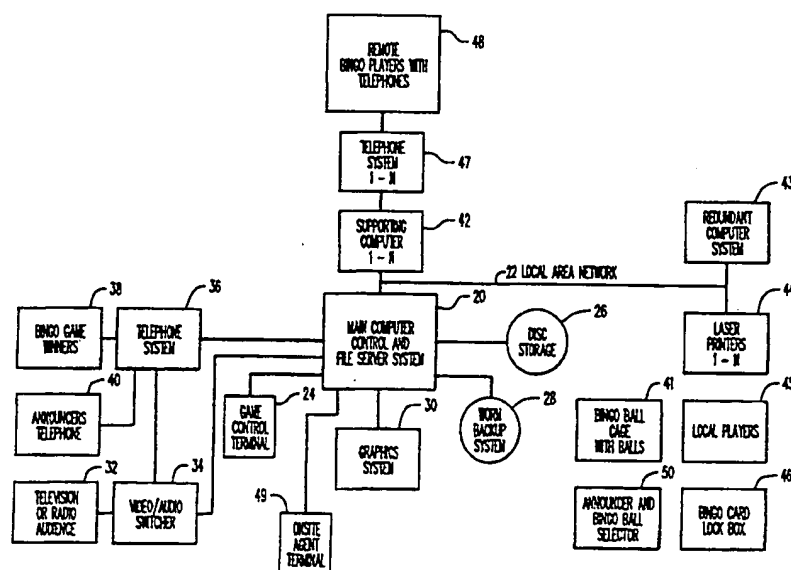 48
REMOTE
BINGO PLAYERS WITH
TELEPHONES
TELEPHONE
SYSTEM
1 - N
47
SUPPORTING
COMPUTER
1 - N
42
43
REDUNDANT
COMPUTER
SYSTEM
22 LOCAL AREA NETWORK
38
BINGO GAME
WINNERS
36
TELEPHONE
SYSTEM
20
MAIN COMPUTER
CONTROL AND
FILE SERVER SYSTEM
26
DISC
STORAGE
44
LASER
PRINTERS
1 - N
40
ANNOUNCERS
TELEPHONE
24
GAME
CONTROL
TERMINAL
30
GRAPHICS
SYSTEM
28
WORM
BACKUP
SYSTEM
41
BINGO BALL
CAGE
WITH BALLS
45
LOCAL PLAYERS
32
TELEVISION
OR RADIO
AUDIENCE
34
VIDEO/AUDIO
SWITCHER
49
ONSITE
AGENT
TERMINAL
50
ANNOUNCER AND
BINGO BALL
SELECTOR
46
BINGO CARD
LOCK BOX